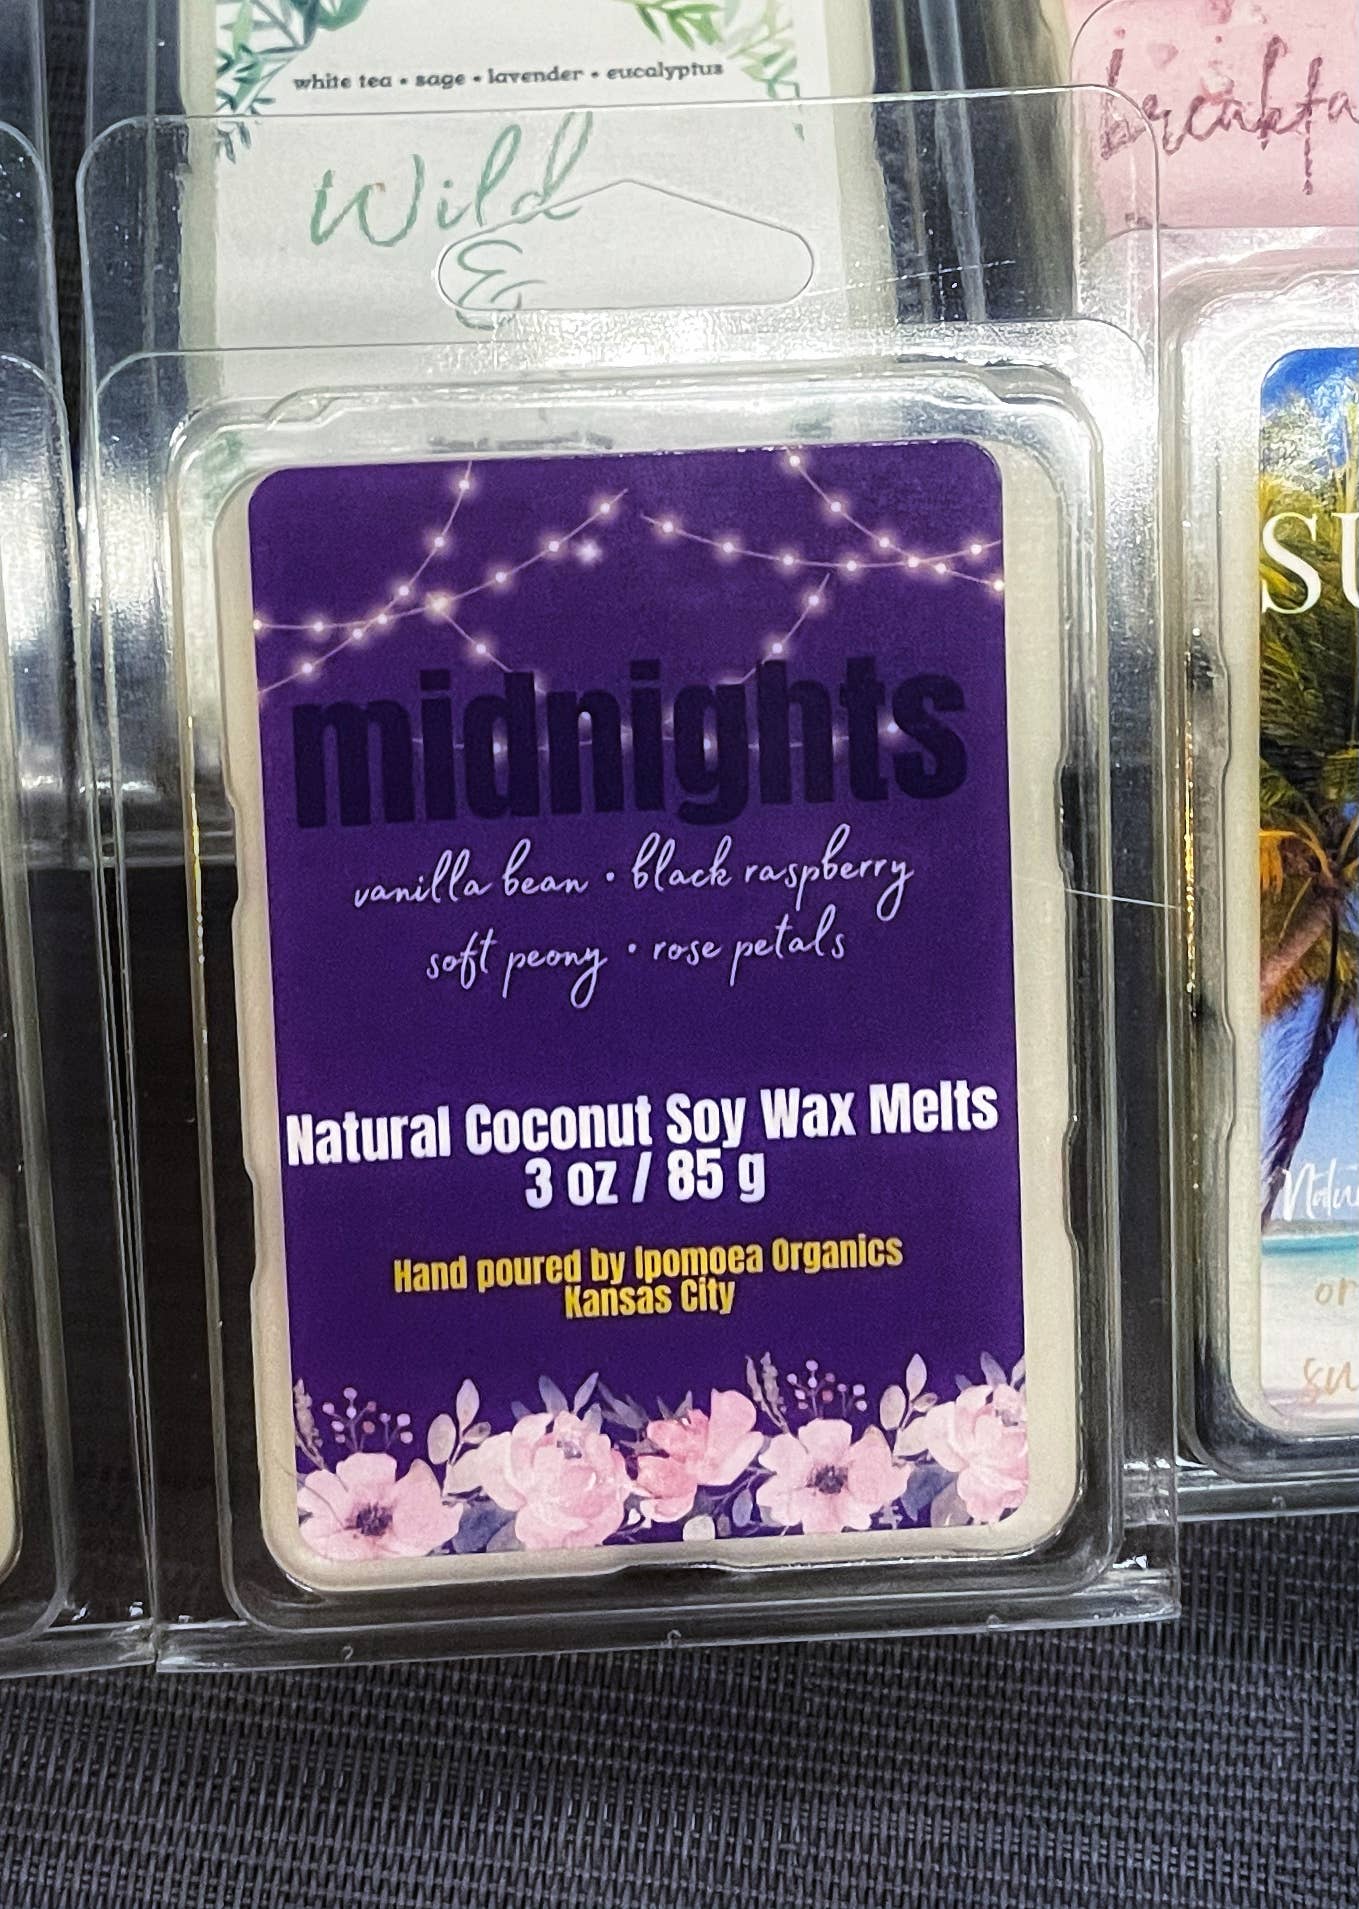 white tea • sage • lavender • eucalyptus
Wild
&
midnights
vanilla bean • black raspberry
soft peony • rose petals
Natural Coconut Soy Wax Melts
3 oz / 85 g
Hand poured by Ipomoea Organics
Kansas City